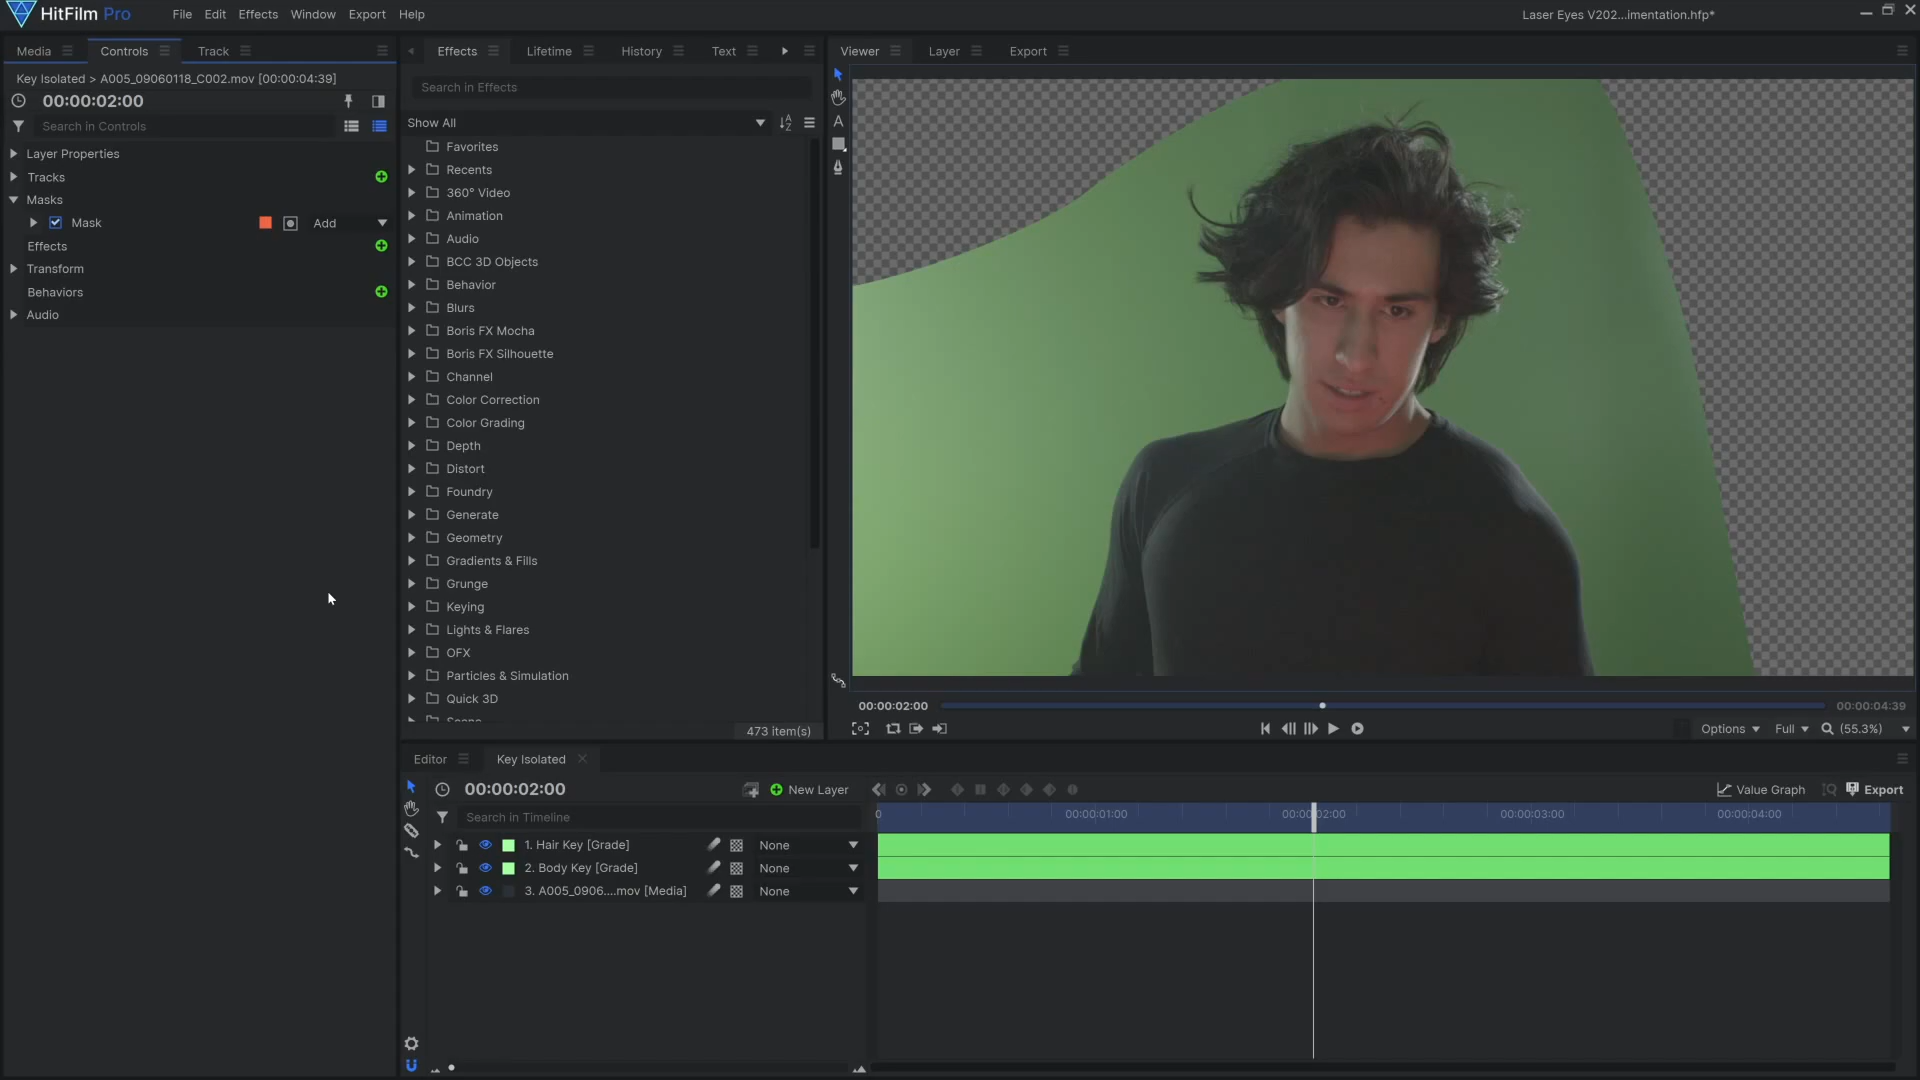 HitFilm Pro
File Edit Effects Window Export Help
Laser Eyes V202...imentation.hfp*
Media Controls Track
Key Isolated > A005_09060118_C002.mov [00:00:04:39]
00:00:02:00
Search in Controls
Layer Properties
Tracks
Masks
Mask Add
Effects
Transform
Behaviors
Audio
Effects Lifetime History Text
Search in Effects
Show All
Favorites
Recents
360° Video
Animation
Audio
BCC 3D Objects
Behavior
Blurs
Boris FX Mocha
Boris FX Silhouette
Channel
Color Correction
Color Grading
Depth
Distort
Foundry
Generate
Geometry
Gradients & Fills
Grunge
Keying
Lights & Flares
OFX
Particles & Simulation
Quick 3D
473 item(s)
Viewer Layer Export
A
00:00:02:00 00:00:04:39
Options Full (55.3%)
Editor Key Isolated
00:00:02:00 New Layer Value Graph Export
Search in Timeline
0 00:00:01:00 00:00:02:00 00:00:03:00 00:00:04:00
1. Hair Key [Grade] None
2. Body Key [Grade] None
3. A005_0906....mov [Media] None